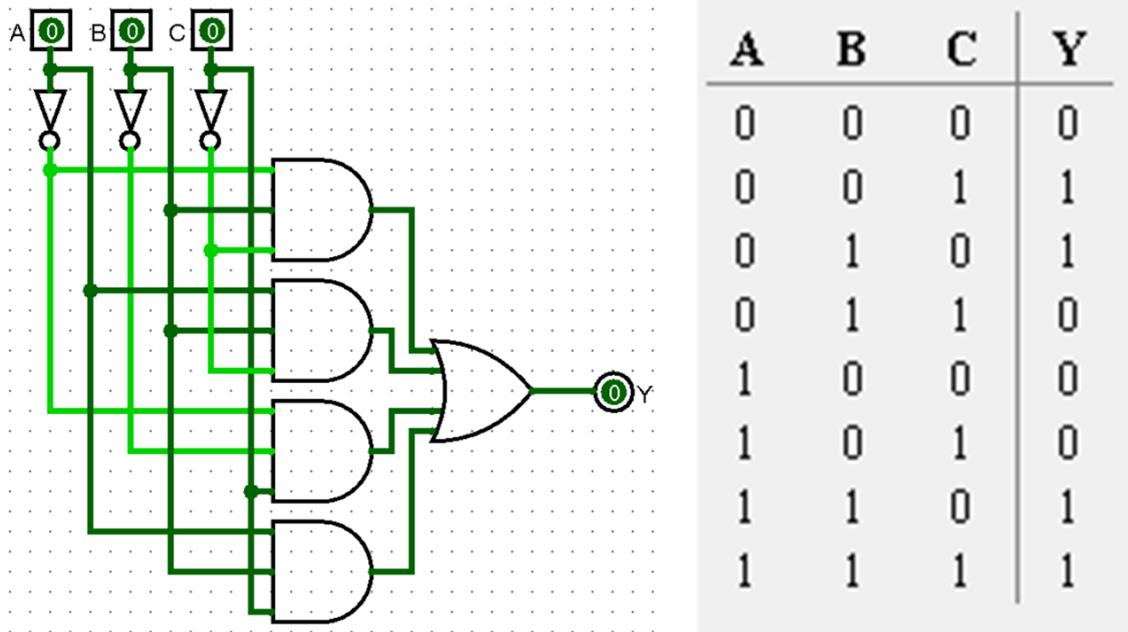 A 0 B 0 C 0
0 Y
A B C Y
0 0 0 0
0 0 1 1
0 1 0 1
0 1 1 0
1 0 0 0
1 0 1 0
1 1 0 1
1 1 1 1